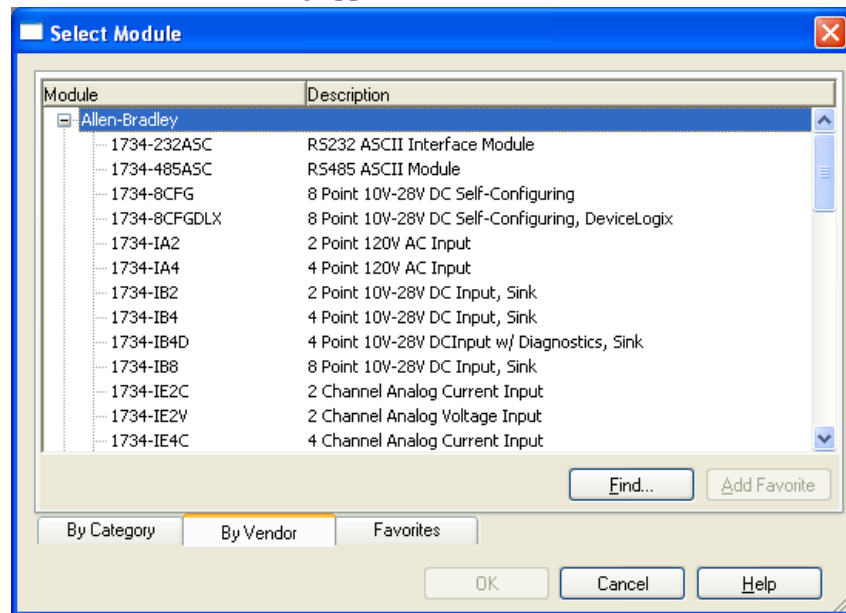 Select Module
Module Description
Allen-Bradley
1734-232ASC RS232 ASCII Interface Module
1734-485ASC RS485 ASCII Module
1734-8CFG 8 Point 10V-28V DC Self-Configuring
1734-8CFGDLX 8 Point 10V-28V DC Self-Configuring, DeviceLogix
1734-IA2 2 Point 120V AC Input
1734-IA4 4 Point 120V AC Input
1734-IB2 2 Point 10V-28V DC Input, Sink
1734-IB4 4 Point 10V-28V DC Input, Sink
1734-IB4D 4 Point 10V-28V DCInput w/ Diagnostics, Sink
1734-IB8 8 Point 10V-28V DC Input, Sink
1734-IE2C 2 Channel Analog Current Input
1734-IE2V 2 Channel Analog Voltage Input
1734-IE4C 4 Channel Analog Current Input
Find... Add Favorite
By Category By Vendor Favorites
OK Cancel Help